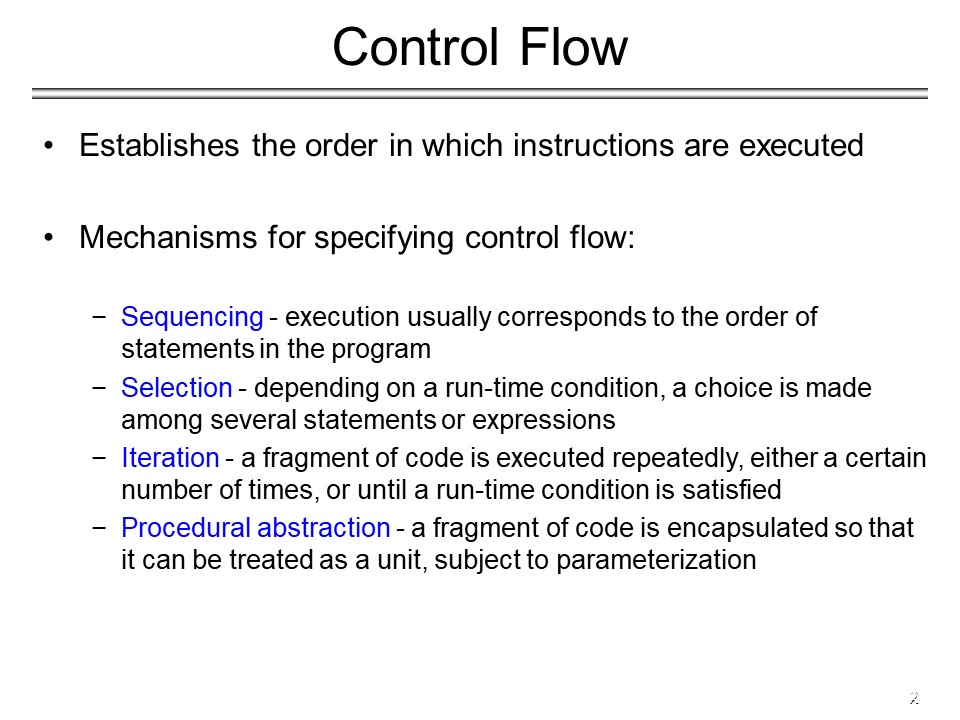 Control Flow
• Establishes the order in which instructions are executed
• Mechanisms for specifying control flow:
− Sequencing - execution usually corresponds to the order of
statements in the program
− Selection - depending on a run-time condition, a choice is made
among several statements or expressions
− Iteration - a fragment of code is executed repeatedly, either a certain
number of times, or until a run-time condition is satisfied
− Procedural abstraction - a fragment of code is encapsulated so that
it can be treated as a unit, subject to parameterization
2